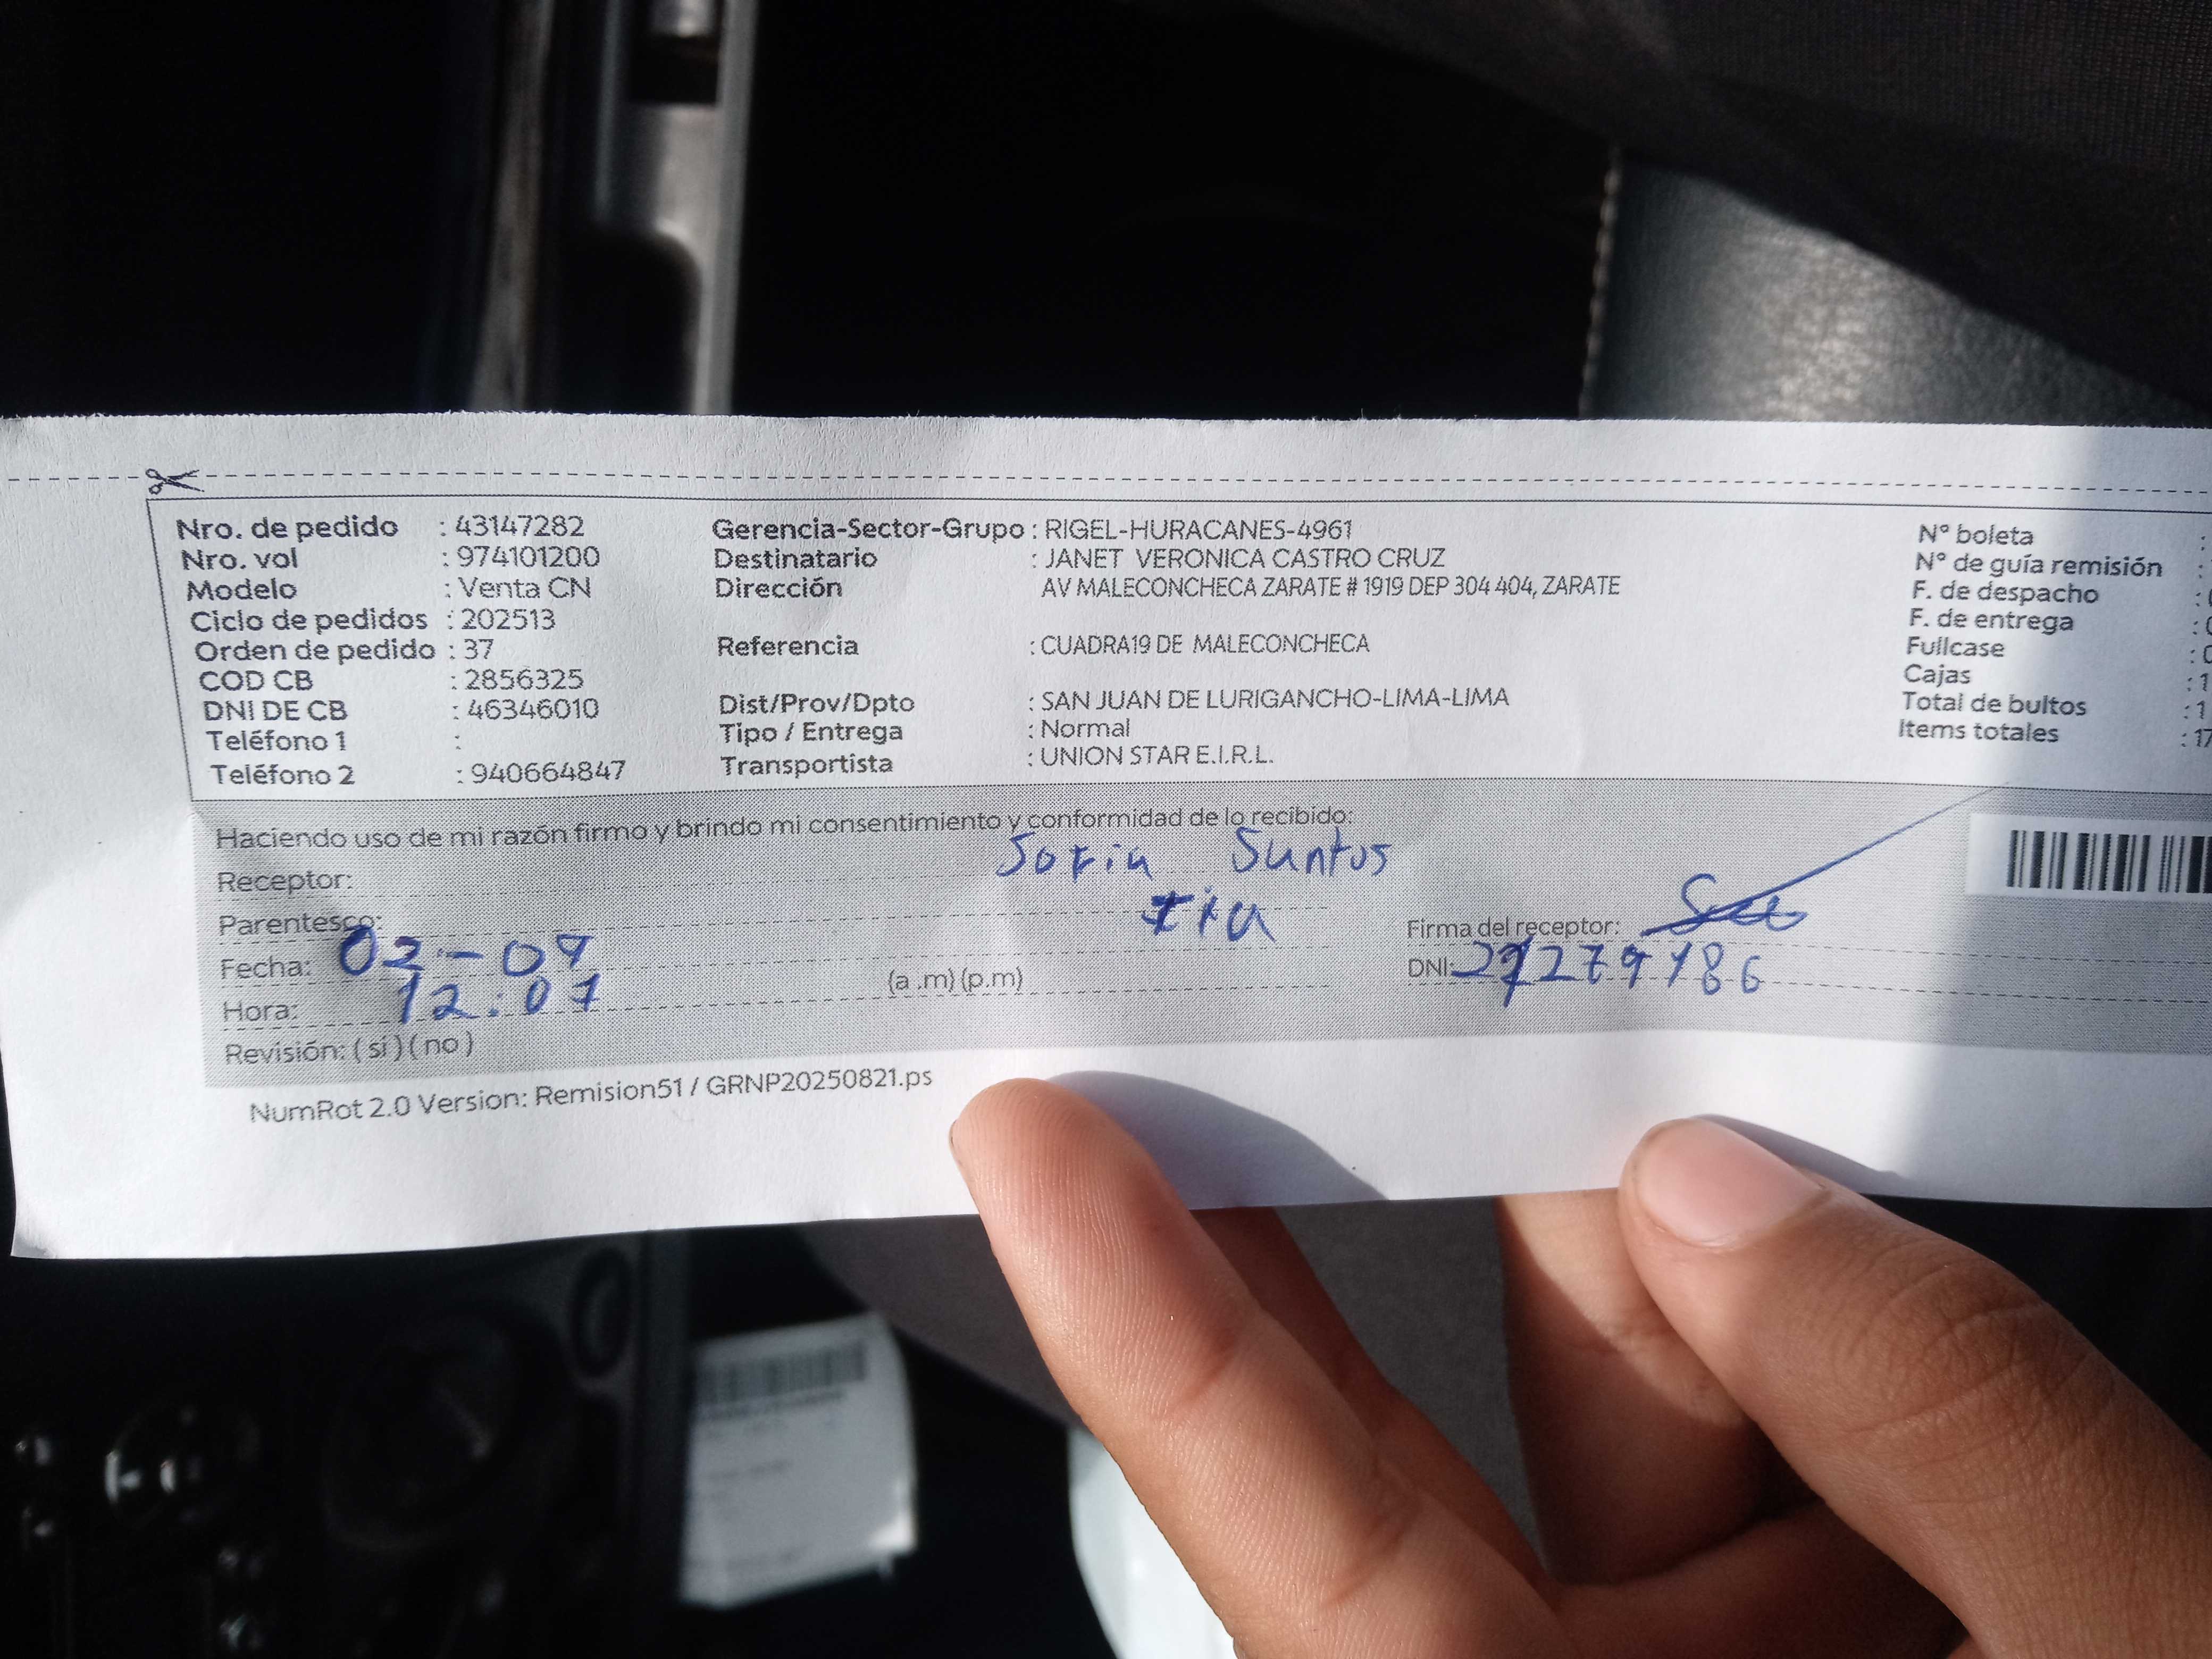 Nro. de pedido : 43147282
Nro. vol : 974101200
Modelo : Venta CN
Ciclo de pedidos : 202513
Orden de pedido : 37
COD CB : 2856325
DNI DE CB : 46346010
Teléfono 1 :
Teléfono 2 : 940664847
Gerencia-Sector-Grupo : RIGEL-HURACANES-4961
Destinatario : JANET VERONICA CASTRO CRUZ
Dirección AV MALECONCHECA ZARATE # 1919 DEP 304 404, ZARATE
Referencia : CUADRA19 DE MALECONCHECA
Dist/Prov/Dpto : SAN JUAN DE LURIGANCHO-LIMA-LIMA
Tipo / Entrega : Normal
Transportista : UNION STAR E.I.R.L.
N° boleta :
N° de guía remisión :
F. de despacho :
F. de entrega :
Fullcase :
Cajas : 1
Total de bultos : 1
Items totales : 17
Haciendo uso de mi razón firmo y brindo mi consentimiento y conformidad de lo recibido:
Receptor: Sofia Santos
Parentesco: tia
Fecha: 02-09
Hora: 12:07 (a .m) (p.m)
Revisión: ( si ) ( no )
Firma del receptor:
DNI:
NumRot 2.0 Version: Remision51 / GRNP20250821.ps